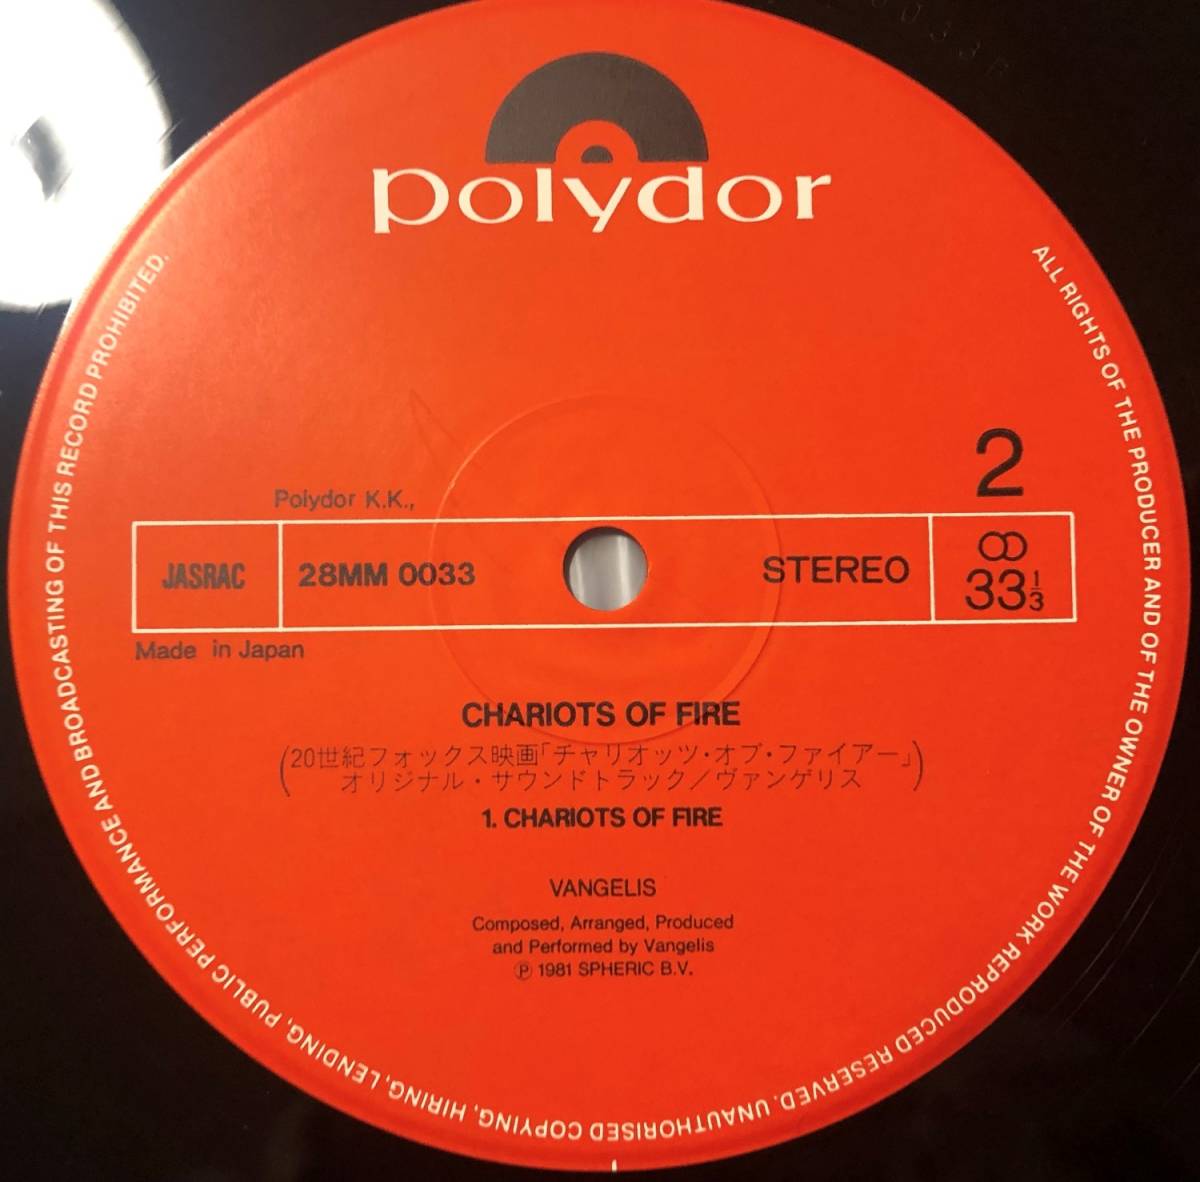 polydor
2
Polydor K.K.,
JASRAC
28MM 0033
STEREO
33 1/3
Made in Japan
CHARIOTS OF FIRE
(20世紀フォックス映画「チャリオッツ・オブ・ファイアー」
オリジナル・サウンドトラック／ヴァンゲリス)
1. CHARIOTS OF FIRE
VANGELIS
Composed, Arranged, Produced
and Performed by Vangelis
Ⓟ 1981 SPHERIC B.V.
ALL RIGHTS OF THE PRODUCER AND OF THE OWNER OF THE WORK REPRODUCED RESERVED. UNAUTHORISED COPYING, HIRING, LENDING, PUBLIC PERFORMANCE AND BROADCASTING OF THIS RECORD PROHIBITED.